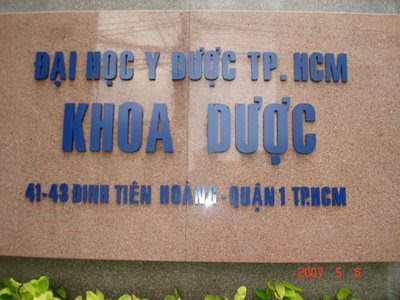 ĐẠI HỌC Y DƯỢC TP. HCM
KHOA DƯỢC
41-43 ĐINH TIÊN HOÀNG - QUẬN 1 TP.HCM
2007 5 6